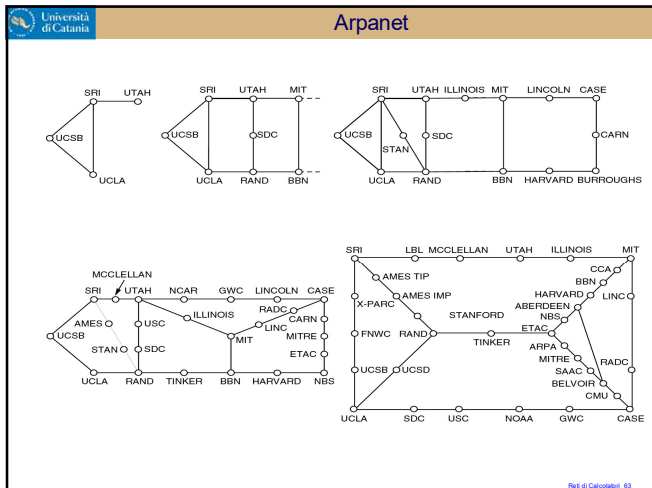 Università
di Catania
Arpanet
SRI UTAH
UCSB
UCLA
SRI UTAH MIT
UCSB SDC
UCLA RAND BBN
SRI UTAH ILLINOIS MIT LINCOLN CASE
UCSB SDC CARN
STAN
UCLA RAND BBN HARVARD BURROUGHS
MCCLELLAN
SRI UTAH NCAR GWC LINCOLN CASE
RADC
AMES USC ILLINOIS LINC CARN
UCSB MIT MITRE
STAN SDC ETAC
UCLA RAND TINKER BBN HARVARD NBS
SRI LBL MCCLELLAN UTAH ILLINOIS MIT
CCA
AMES TIP BBN
X-PARC AMES IMP HARVARD LINC
STANFORD ABERDEEN
NBS
FNWC RAND ETAC
TINKER ARPA
MITRE RADC
UCSB UCSD SAAC
BELVOIR
CMU
UCLA SDC USC NOAA GWC CASE
Reti di Calcolatori 63